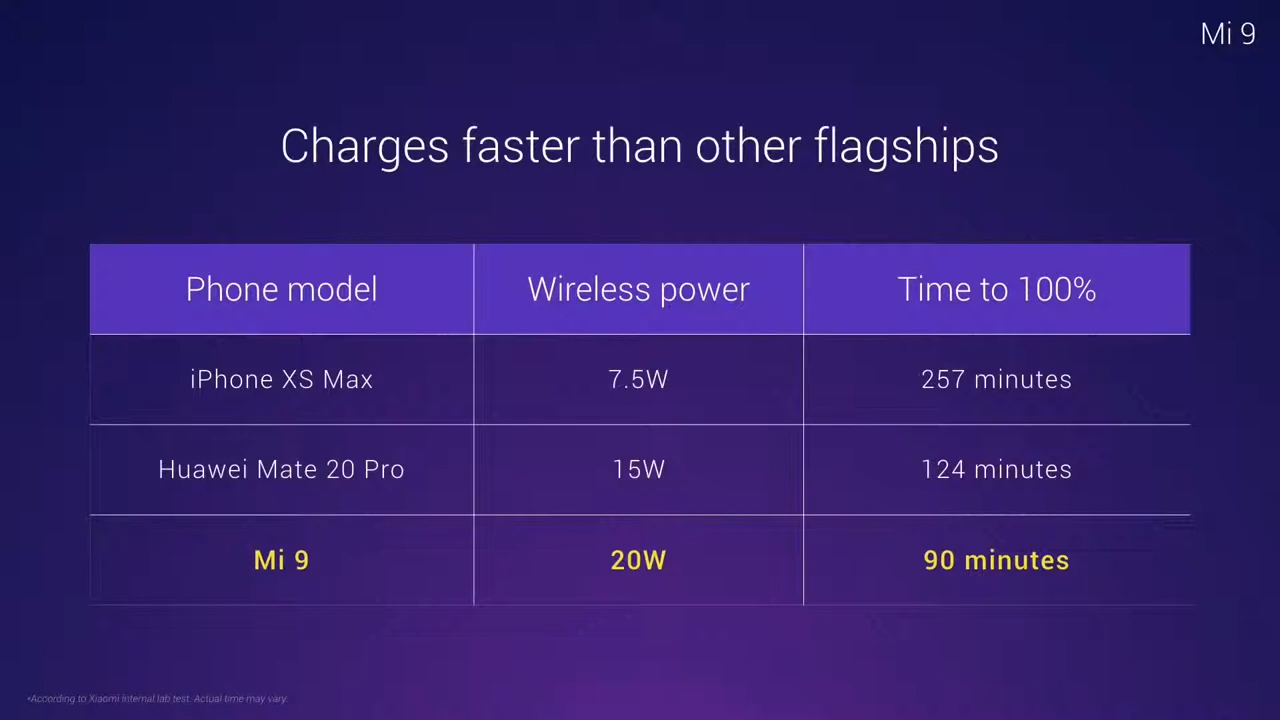 Mi 9
Charges faster than other flagships
Phone model Wireless power Time to 100%
iPhone XS Max 7.5W 257 minutes
Huawei Mate 20 Pro 15W 124 minutes
Mi 9 20W 90 minutes
*According to Xiaomi internal lab test. Actual time may vary.